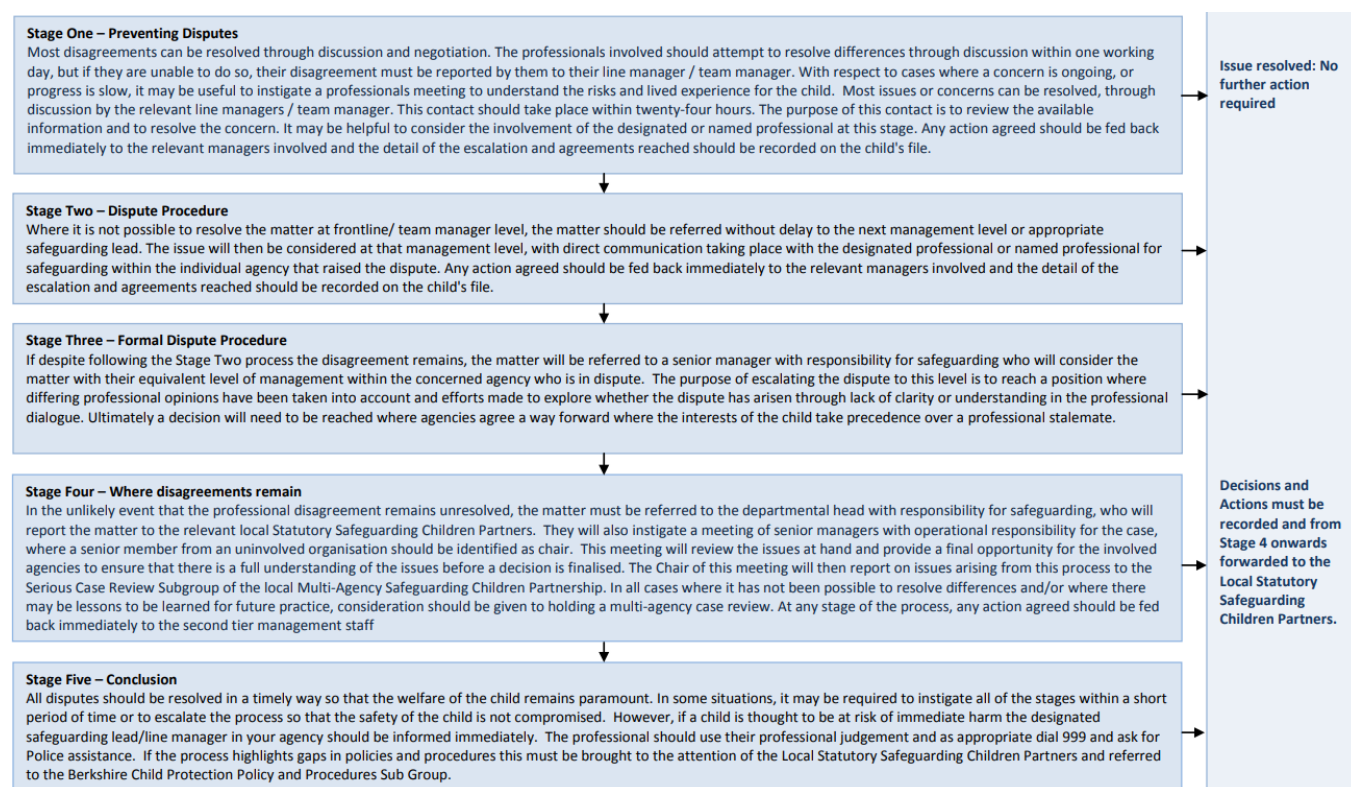 Stage One – Preventing Disputes
Most disagreements can be resolved through discussion and negotiation. The professionals involved should attempt to resolve differences through discussion within one working
day, but if they are unable to do so, their disagreement must be reported by them to their line manager / team manager. With respect to cases where a concern is ongoing, or
progress is slow, it may be useful to instigate a professionals meeting to understand the risks and lived experience for the child.  Most issues or concerns can be resolved, through
discussion by the relevant line managers / team manager. This contact should take place within twenty-four hours. The purpose of this contact is to review the available
information and to resolve the concern. It may be helpful to consider the involvement of the designated or named professional at this stage. Any action agreed should be fed back
immediately to the relevant managers involved and the detail of the escalation and agreements reached should be recorded on the child's file.
Issue resolved: No
further action
required
Stage Two – Dispute Procedure
Where it is not possible to resolve the matter at frontline/ team manager level, the matter should be referred without delay to the next management level or appropriate
safeguarding lead. The issue will then be considered at that management level, with direct communication taking place with the designated professional or named professional for
safeguarding within the individual agency that raised the dispute. Any action agreed should be fed back immediately to the relevant managers involved and the detail of the
escalation and agreements reached should be recorded on the child's file.
Stage Three – Formal Dispute Procedure
If despite following the Stage Two process the disagreement remains, the matter will be referred to a senior manager with responsibility for safeguarding who will consider the
matter with their equivalent level of management within the concerned agency who is in dispute.  The purpose of escalating the dispute to this level is to reach a position where
differing professional opinions have been taken into account and efforts made to explore whether the dispute has arisen through lack of clarity or understanding in the professional
dialogue. Ultimately a decision will need to be reached where agencies agree a way forward where the interests of the child take precedence over a professional stalemate.
Stage Four – Where disagreements remain
In the unlikely event that the professional disagreement remains unresolved, the matter must be referred to the departmental head with responsibility for safeguarding, who will
report the matter to the relevant local Statutory Safeguarding Children Partners.  They will also instigate a meeting of senior managers with operational responsibility for the case,
where a senior member from an uninvolved organisation should be identified as chair.  This meeting will review the issues at hand and provide a final opportunity for the involved
agencies to ensure that there is a full understanding of the issues before a decision is finalised. The Chair of this meeting will then report on issues arising from this process to the
Serious Case Review Subgroup of the local Multi-Agency Safeguarding Children Partnership. In all cases where it has not been possible to resolve differences and/or where there
may be lessons to be learned for future practice, consideration should be given to holding a multi-agency case review. At any stage of the process, any action agreed should be fed
back immediately to the second tier management staff
Decisions and
Actions must be
recorded and from
Stage 4 onwards
forwarded to the
Local Statutory
Safeguarding
Children Partners.
Stage Five – Conclusion
All disputes should be resolved in a timely way so that the welfare of the child remains paramount. In some situations, it may be required to instigate all of the stages within a short
period of time or to escalate the process so that the safety of the child is not compromised.  However, if a child is thought to be at risk of immediate harm the designated
safeguarding lead/line manager in your agency should be informed immediately.  The professional should use their professional judgement and as appropriate dial 999 and ask for
Police assistance.  If the process highlights gaps in policies and procedures this must be brought to the attention of the Local Statutory Safeguarding Children Partners and referred
to the Berkshire Child Protection Policy and Procedures Sub Group.